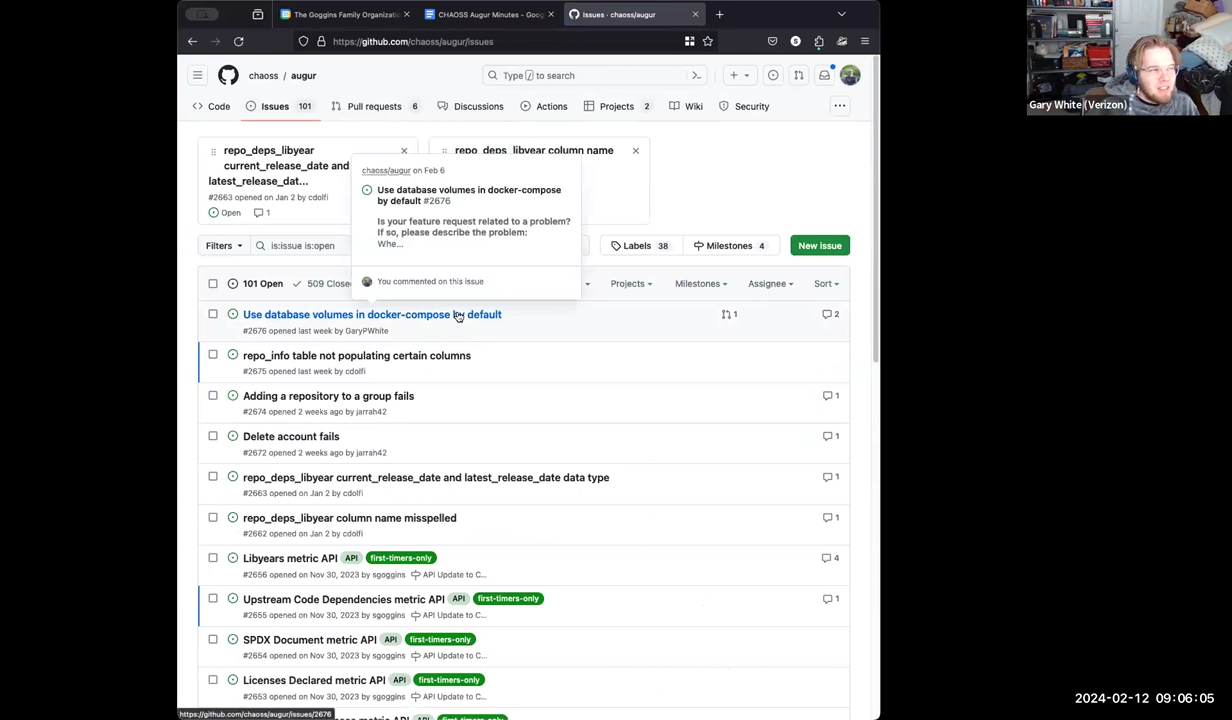 The Goggins Family Organizatio
CHAOSS Augur Minutes - Goog
Issues · chaoss/augur
https://github.com/chaoss/augur/issues
chaoss / augur
Type / to search
Code
Issues 101
Pull requests 6
Discussions
Actions
Projects 2
Wiki
Security
repo_deps_libyear
current_release_date and
latest_release_dat...
#2663 opened on Jan 2 by cdolfi
Open 1
repo_deps_libyear column name
chaoss/augur on Feb 6
Use database volumes in docker-compose
by default #2676
Is your feature request related to a problem?
If so, please describe the problem:
Whe...
You commented on this issue
Filters
is:issue is:open
Labels 38
Milestones 4
New issue
101 Open
509 Close
Projects
Milestones
Assignee
Sort
Use database volumes in docker-compose by default
1
2
#2676 opened last week by GaryPWhite
repo_info table not populating certain columns
#2675 opened last week by cdolfi
Adding a repository to a group fails
1
#2674 opened 2 weeks ago by jarrah42
Delete account fails
1
#2672 opened 2 weeks ago by jarrah42
repo_deps_libyear current_release_date and latest_release_date data type
1
#2663 opened on Jan 2 by cdolfi
repo_deps_libyear column name misspelled
1
#2662 opened on Jan 2 by cdolfi
Libyears metric API API first-timers-only
4
#2656 opened on Nov 30, 2023 by sgoggins API Update to C...
Upstream Code Dependencies metric API API first-timers-only
1
#2655 opened on Nov 30, 2023 by sgoggins API Update to C...
SPDX Document metric API API first-timers-only
#2654 opened on Nov 30, 2023 by sgoggins API Update to C...
Licenses Declared metric API API first-timers-only
#2653 opened on Nov 30, 2023 by sgoggins API Update to C...
https://github.com/chaoss/augur/issues/2676
metric API API first-timers-only
Gary White (Verizon)
2024-02-12 09:06:05